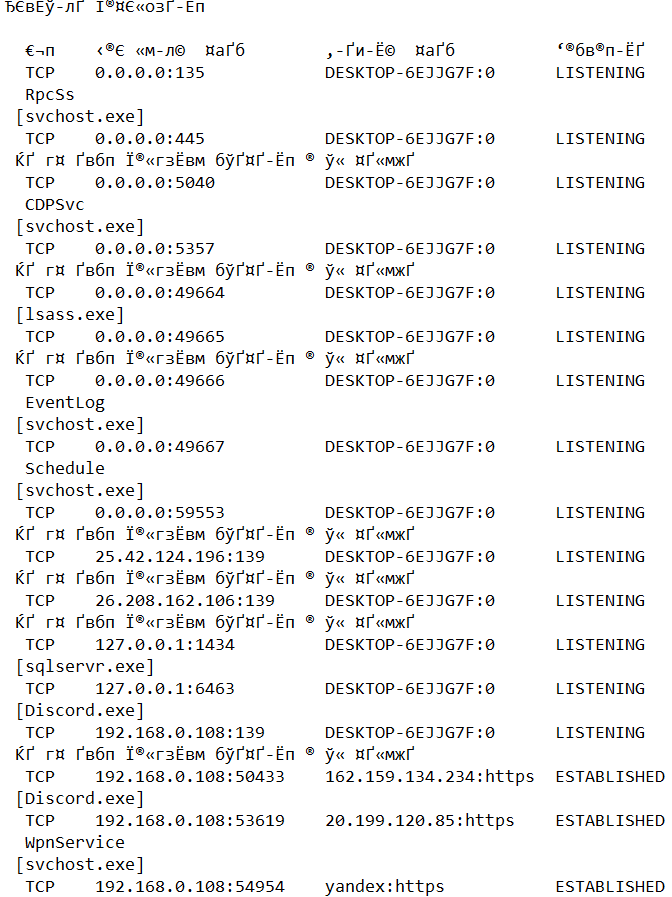 ЂЄвЕў-лҐ Ї®¤Є«озҐ-Еп
€¬п ‹®Є «м-л© ¤аҐб ‚-Ґи-Ё© ¤аҐб ‘®бв®п-ЁҐ
TCP 0.0.0.0:135 DESKTOP-6EJJG7F:0 LISTENING
RpcSs
[svchost.exe]
TCP 0.0.0.0:445 DESKTOP-6EJJG7F:0 LISTENING
ЌҐ г¤ Ґвбп Ї®«гзЁвм бўҐ¤Ґ-Ёп ® ў« ¤Ґ«мжҐ
TCP 0.0.0.0:5040 DESKTOP-6EJJG7F:0 LISTENING
CDPSvc
[svchost.exe]
TCP 0.0.0.0:5357 DESKTOP-6EJJG7F:0 LISTENING
ЌҐ г¤ Ґвбп Ї®«гзЁвм бўҐ¤Ґ-Ёп ® ў« ¤Ґ«мжҐ
TCP 0.0.0.0:49664 DESKTOP-6EJJG7F:0 LISTENING
[lsass.exe]
TCP 0.0.0.0:49665 DESKTOP-6EJJG7F:0 LISTENING
ЌҐ г¤ Ґвбп Ї®«гзЁвм бўҐ¤Ґ-Ёп ® ў« ¤Ґ«мжҐ
TCP 0.0.0.0:49666 DESKTOP-6EJJG7F:0 LISTENING
EventLog
[svchost.exe]
TCP 0.0.0.0:49667 DESKTOP-6EJJG7F:0 LISTENING
Schedule
[svchost.exe]
TCP 0.0.0.0:59553 DESKTOP-6EJJG7F:0 LISTENING
ЌҐ г¤ Ґвбп Ї®«гзЁвм бўҐ¤Ґ-Ёп ® ў« ¤Ґ«мжҐ
TCP 25.42.124.196:139 DESKTOP-6EJJG7F:0 LISTENING
ЌҐ г¤ Ґвбп Ї®«гзЁвм бўҐ¤Ґ-Ёп ® ў« ¤Ґ«мжҐ
TCP 26.208.162.106:139 DESKTOP-6EJJG7F:0 LISTENING
ЌҐ г¤ Ґвбп Ї®«гзЁвм бўҐ¤Ґ-Ёп ® ў« ¤Ґ«мжҐ
TCP 127.0.0.1:1434 DESKTOP-6EJJG7F:0 LISTENING
[sqlservr.exe]
TCP 127.0.0.1:6463 DESKTOP-6EJJG7F:0 LISTENING
[Discord.exe]
TCP 192.168.0.108:139 DESKTOP-6EJJG7F:0 LISTENING
ЌҐ г¤ Ґвбп Ї®«гзЁвм бўҐ¤Ґ-Ёп ® ў« ¤Ґ«мжҐ
TCP 192.168.0.108:50433 162.159.134.234:https ESTABLISHED
[Discord.exe]
TCP 192.168.0.108:53619 20.199.120.85:https ESTABLISHED
WpnService
[svchost.exe]
TCP 192.168.0.108:54954 yandex:https ESTABLISHED